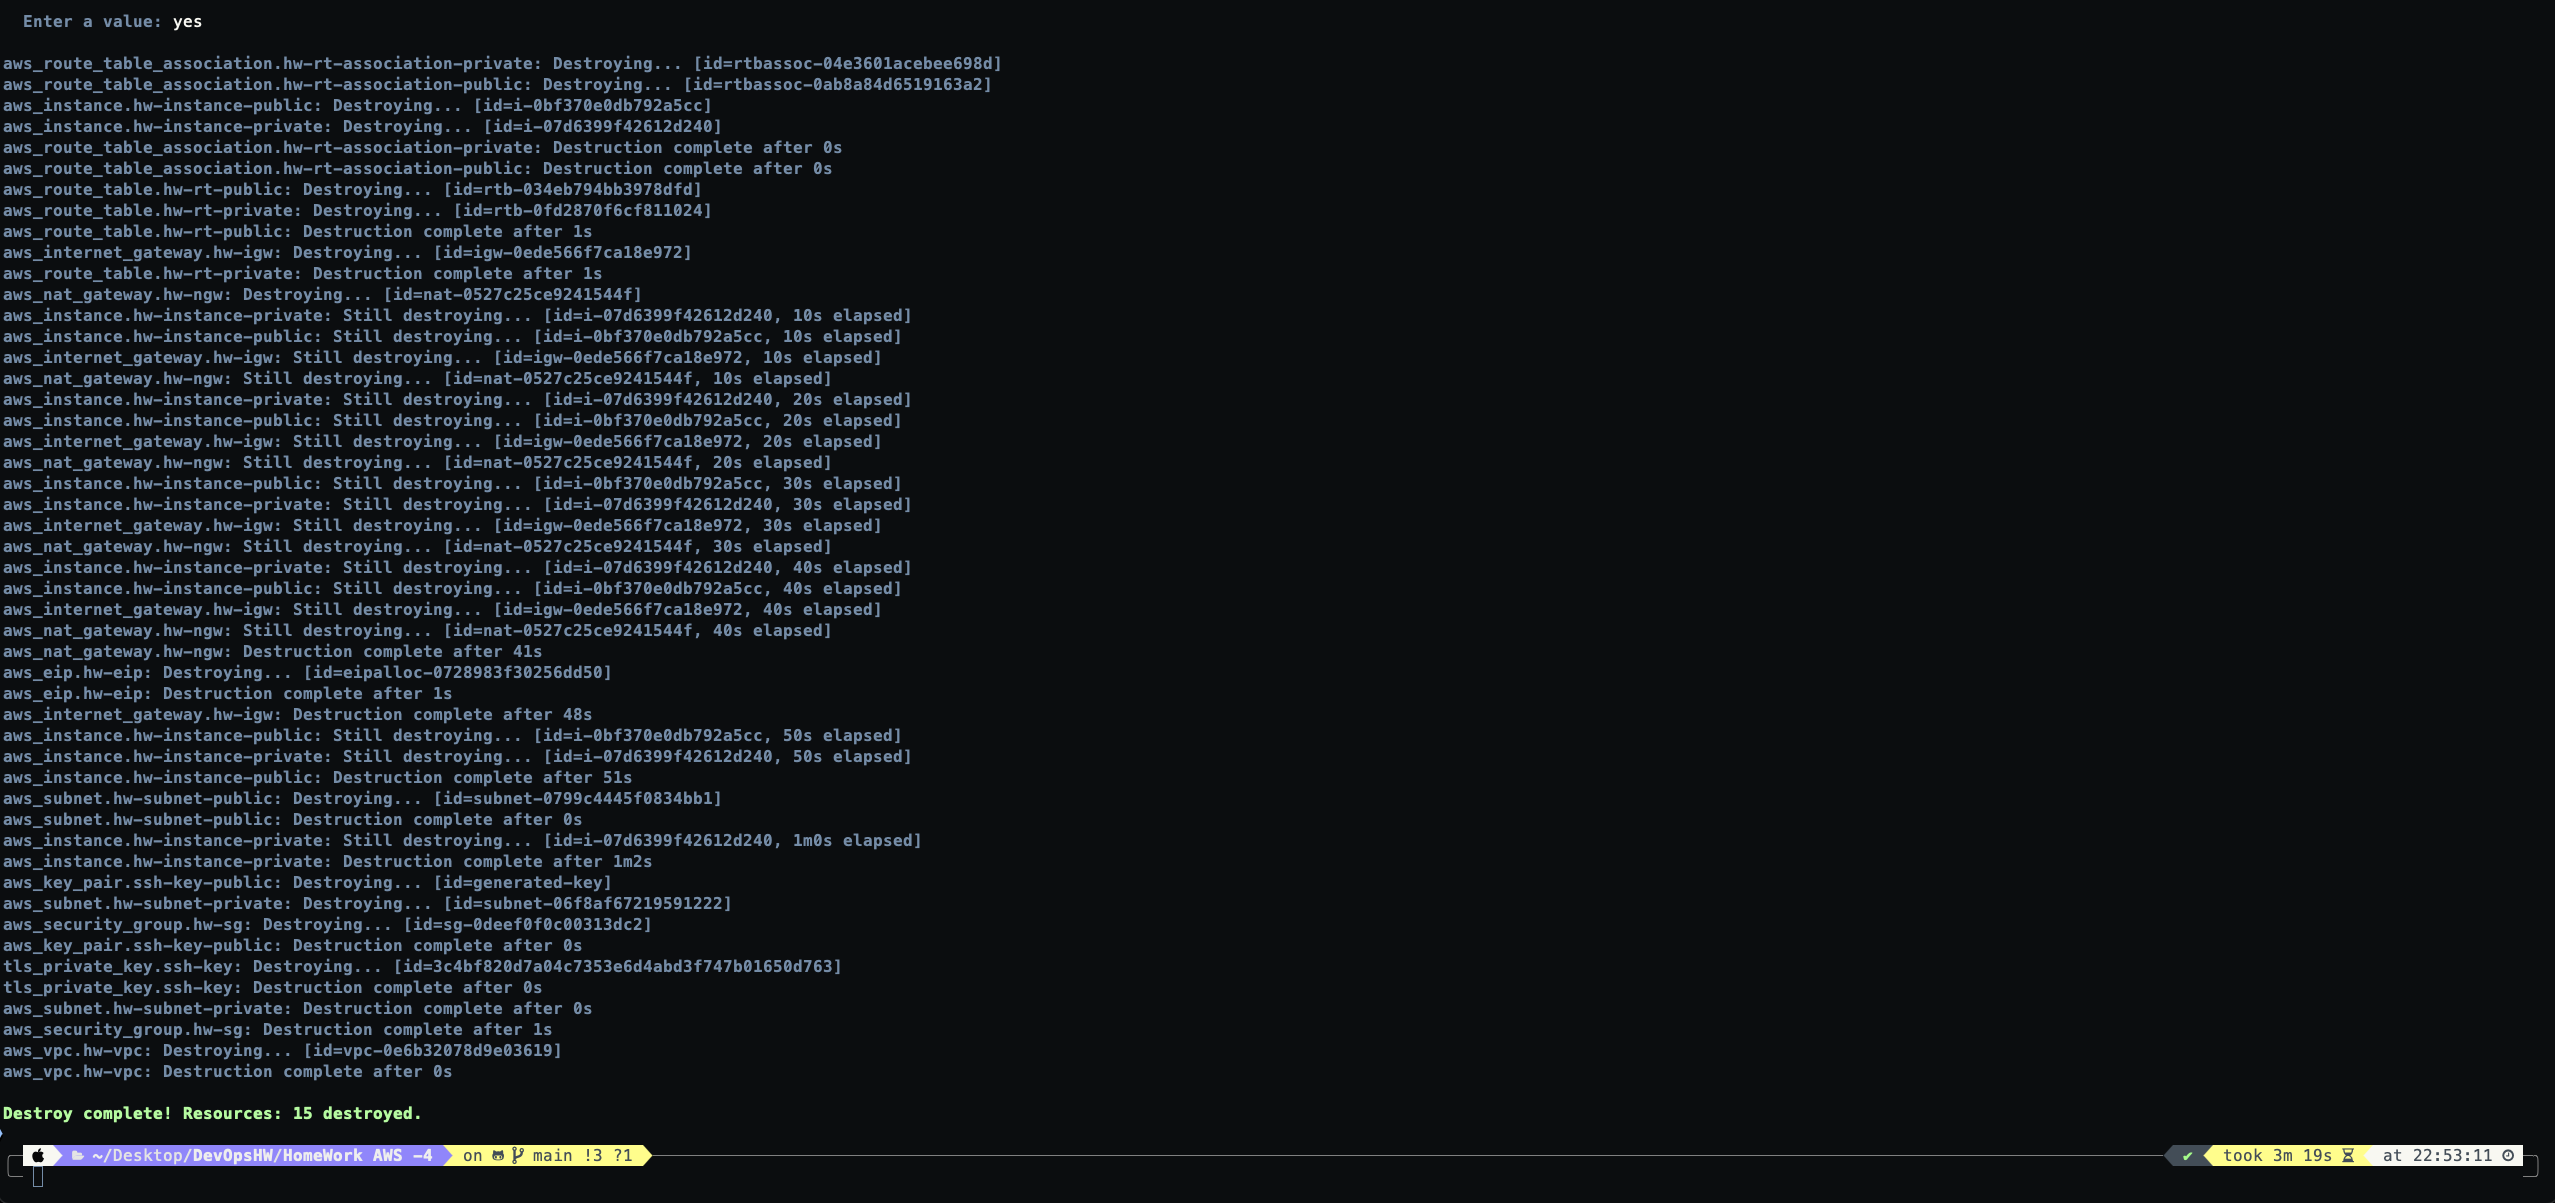 Enter a value: yes
aws_route_table_association.hw-rt-association-private: Destroying... [id=rtbassoc-04e3601acebee698d]
aws_route_table_association.hw-rt-association-public: Destroying... [id=rtbassoc-0ab8a84d6519163a2]
aws_instance.hw-instance-public: Destroying... [id=i-0bf370e0db792a5cc]
aws_instance.hw-instance-private: Destroying... [id=i-07d6399f42612d240]
aws_route_table_association.hw-rt-association-private: Destruction complete after 0s
aws_route_table_association.hw-rt-association-public: Destruction complete after 0s
aws_route_table.hw-rt-public: Destroying... [id=rtb-034eb794bb3978dfd]
aws_route_table.hw-rt-private: Destroying... [id=rtb-0fd2870f6cf811024]
aws_route_table.hw-rt-public: Destruction complete after 1s
aws_internet_gateway.hw-igw: Destroying... [id=igw-0ede566f7ca18e972]
aws_route_table.hw-rt-private: Destruction complete after 1s
aws_nat_gateway.hw-ngw: Destroying... [id=nat-0527c25ce9241544f]
aws_instance.hw-instance-private: Still destroying... [id=i-07d6399f42612d240, 10s elapsed]
aws_instance.hw-instance-public: Still destroying... [id=i-0bf370e0db792a5cc, 10s elapsed]
aws_internet_gateway.hw-igw: Still destroying... [id=igw-0ede566f7ca18e972, 10s elapsed]
aws_nat_gateway.hw-ngw: Still destroying... [id=nat-0527c25ce9241544f, 10s elapsed]
aws_instance.hw-instance-private: Still destroying... [id=i-07d6399f42612d240, 20s elapsed]
aws_instance.hw-instance-public: Still destroying... [id=i-0bf370e0db792a5cc, 20s elapsed]
aws_internet_gateway.hw-igw: Still destroying... [id=igw-0ede566f7ca18e972, 20s elapsed]
aws_nat_gateway.hw-ngw: Still destroying... [id=nat-0527c25ce9241544f, 20s elapsed]
aws_instance.hw-instance-public: Still destroying... [id=i-0bf370e0db792a5cc, 30s elapsed]
aws_instance.hw-instance-private: Still destroying... [id=i-07d6399f42612d240, 30s elapsed]
aws_internet_gateway.hw-igw: Still destroying... [id=igw-0ede566f7ca18e972, 30s elapsed]
aws_nat_gateway.hw-ngw: Still destroying... [id=nat-0527c25ce9241544f, 30s elapsed]
aws_instance.hw-instance-private: Still destroying... [id=i-07d6399f42612d240, 40s elapsed]
aws_instance.hw-instance-public: Still destroying... [id=i-0bf370e0db792a5cc, 40s elapsed]
aws_internet_gateway.hw-igw: Still destroying... [id=igw-0ede566f7ca18e972, 40s elapsed]
aws_nat_gateway.hw-ngw: Still destroying... [id=nat-0527c25ce9241544f, 40s elapsed]
aws_nat_gateway.hw-ngw: Destruction complete after 41s
aws_eip.hw-eip: Destroying... [id=eipalloc-0728983f30256dd50]
aws_eip.hw-eip: Destruction complete after 1s
aws_internet_gateway.hw-igw: Destruction complete after 48s
aws_instance.hw-instance-public: Still destroying... [id=i-0bf370e0db792a5cc, 50s elapsed]
aws_instance.hw-instance-private: Still destroying... [id=i-07d6399f42612d240, 50s elapsed]
aws_instance.hw-instance-public: Destruction complete after 51s
aws_subnet.hw-subnet-public: Destroying... [id=subnet-0799c4445f0834bb1]
aws_subnet.hw-subnet-public: Destruction complete after 0s
aws_instance.hw-instance-private: Still destroying... [id=i-07d6399f42612d240, 1m0s elapsed]
aws_instance.hw-instance-private: Destruction complete after 1m2s
aws_key_pair.ssh-key-public: Destroying... [id=generated-key]
aws_subnet.hw-subnet-private: Destroying... [id=subnet-06f8af67219591222]
aws_security_group.hw-sg: Destroying... [id=sg-0deef0f0c00313dc2]
aws_key_pair.ssh-key-public: Destruction complete after 0s
tls_private_key.ssh-key: Destroying... [id=3c4bf820d7a04c7353e6d4abd3f747b01650d763]
tls_private_key.ssh-key: Destruction complete after 0s
aws_subnet.hw-subnet-private: Destruction complete after 0s
aws_security_group.hw-sg: Destruction complete after 1s
aws_vpc.hw-vpc: Destroying... [id=vpc-0e6b32078d9e03619]
aws_vpc.hw-vpc: Destruction complete after 0s
Destroy complete! Resources: 15 destroyed.
~/Desktop/DevOpsHW/HomeWork AWS -4 on main !3 ?1 ✔ took 3m 19s at 22:53:11